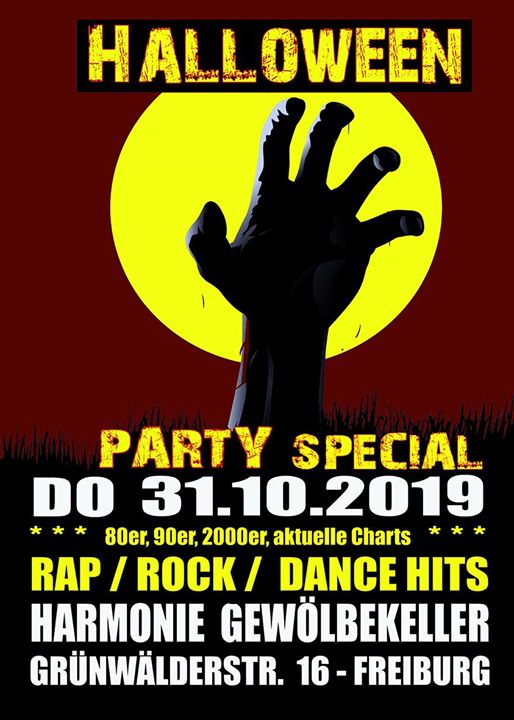 HALLOWEEN
PARTY SPECIAL
DO 31.10.2019
* * * 80er, 90er, 2000er, aktuelle Charts * * *
RAP / ROCK / DANCE HITS
HARMONIE GEWÖLBEKELLER
GRÜNWÄLDERSTR. 16 - FREIBURG